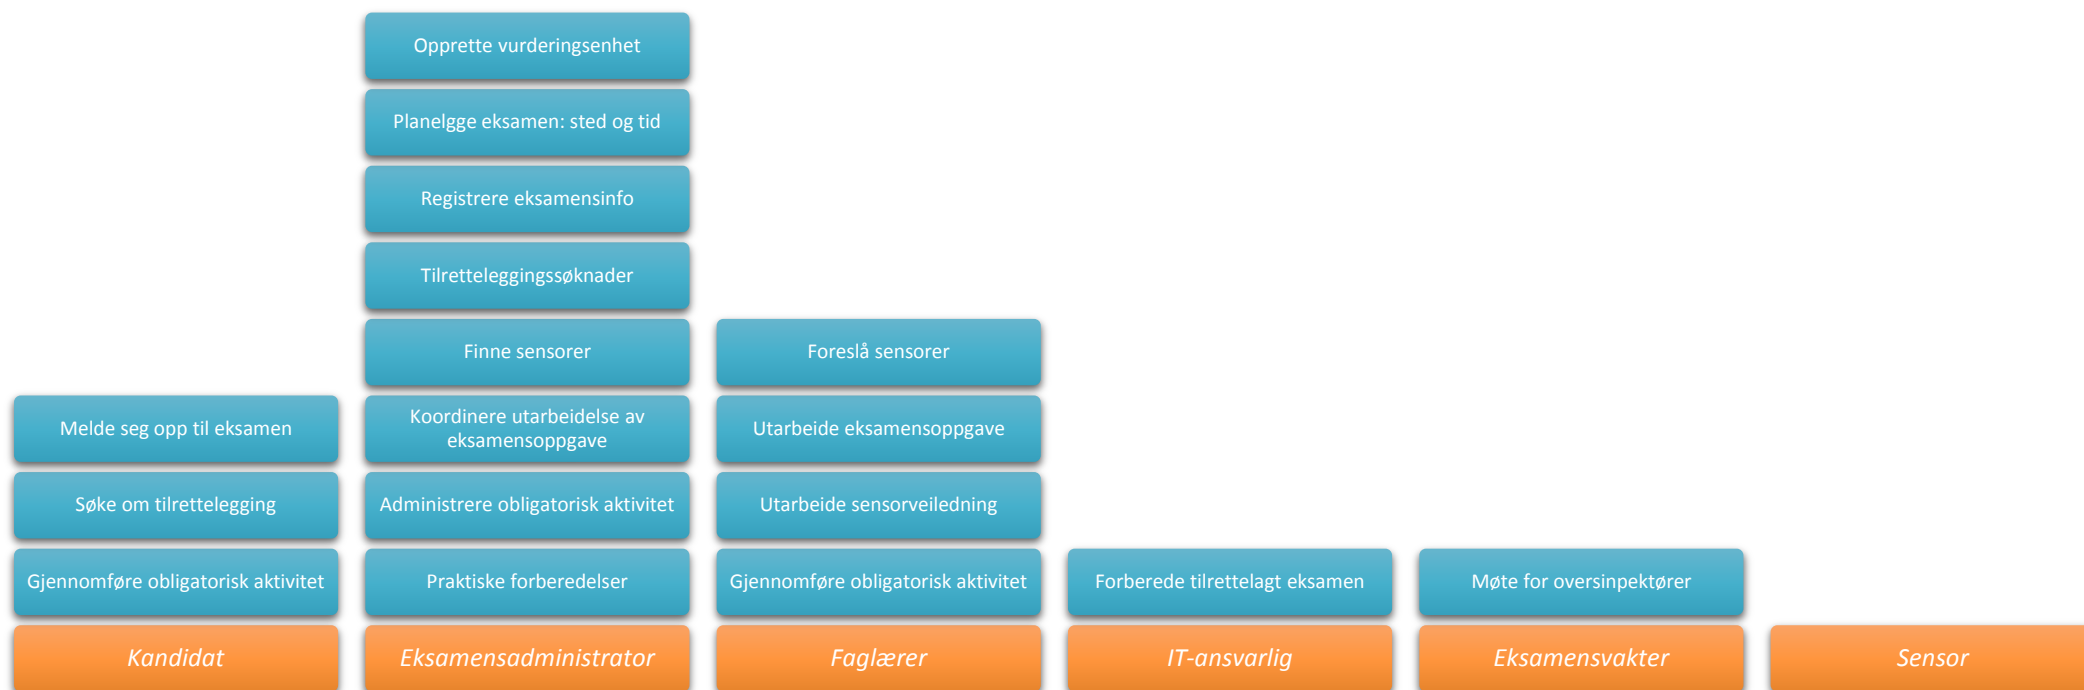 Opprette vurderingsenhet
Planelgge eksamen: sted og tid
Registrere eksamensinfo
Tilretteleggingssøknader
Finne sensorer
Foreslå sensorer
Melde seg opp til eksamen
Koordinere utarbeidelse av
eksamensoppgave
Utarbeide eksamensoppgave
Søke om tilrettelegging
Administrere obligatorisk aktivitet
Utarbeide sensorveiledning
Gjennomføre obligatorisk aktivitet
Praktiske forberedelser
Gjennomføre obligatorisk aktivitet
Forberede tilrettelagt eksamen
Møte for oversinpektører
Kandidat
Eksamensadministrator
Faglærer
IT-ansvarlig
Eksamensvakter
Sensor